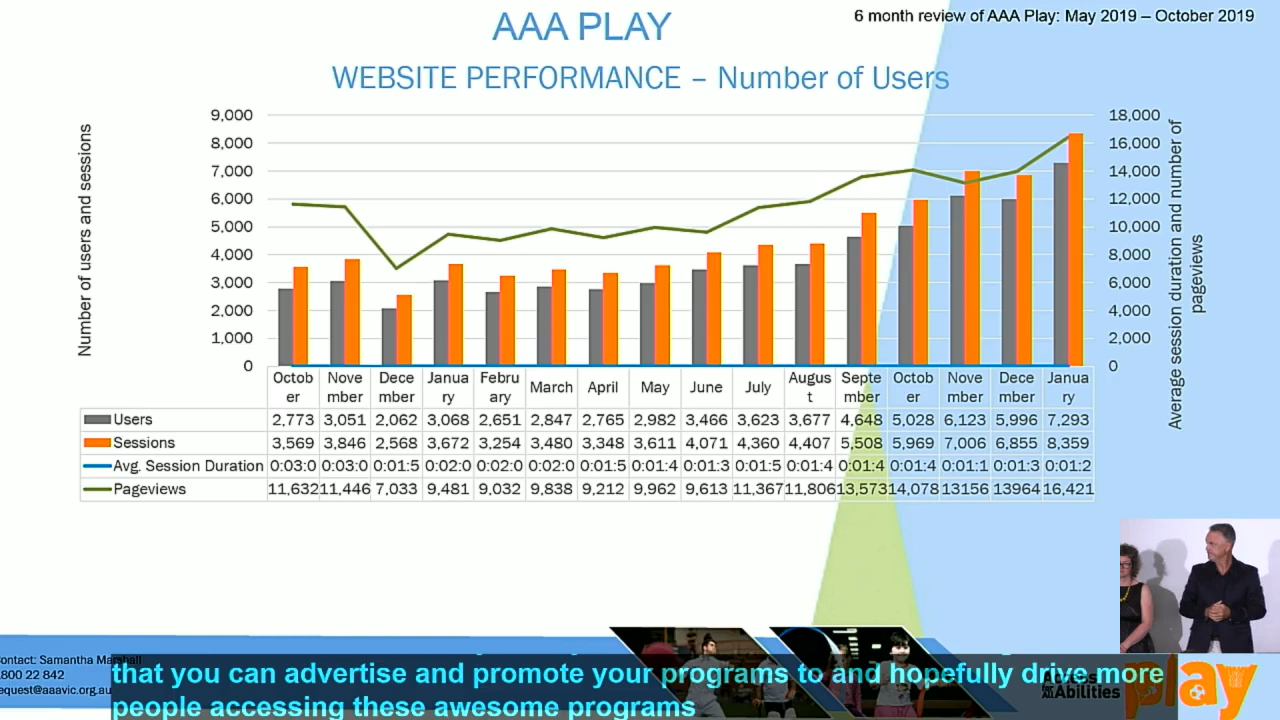 AAA PLAY
6 month review of AAA Play: May 2019 – October 2019
WEBSITE PERFORMANCE – Number of Users
Number of users and sessions
9,000
8,000
7,000
6,000
5,000
4,000
3,000
2,000
1,000
0
18,000
16,000
14,000
12,000
10,000
8,000
6,000
4,000
2,000
0
Average session duration and number of
pageviews
Octob Nove Dece Janua Febru March April May June July Augus Septe Octob Nove Dece Janua
er mber mber ry ary t mber er mber mber ry
Users 2,773 3,051 2,062 3,068 2,651 2,847 2,765 2,982 3,466 3,623 3,677 4,648 5,028 6,123 5,996 7,293
Sessions 3,569 3,846 2,568 3,672 3,254 3,480 3,348 3,611 4,071 4,360 4,407 5,508 5,969 7,006 6,855 8,359
Avg. Session Duration 0:03:0 0:03:0 0:01:5 0:02:0 0:02:0 0:02:0 0:01:5 0:01:4 0:01:3 0:01:5 0:01:4 0:01:4 0:01:4 0:01:1 0:01:3 0:01:2
Pageviews 11,632 11,446 7,033 9,481 9,032 9,838 9,212 9,962 9,613 11,367 11,806 13,573 14,078 13156 13964 16,421
ontact: Samantha Marshall
800 22 842
equest@aaavic.org.au
that you can advertise and promote your programs to and hopefully drive more
people accessing these awesome programs
Abilities
play